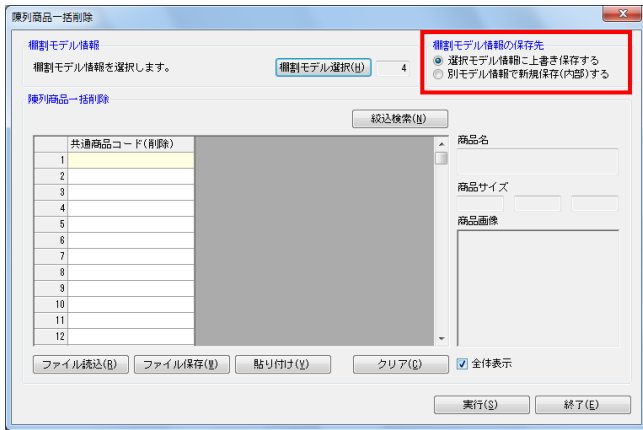 陳列商品一括削除
棚割モデル情報
棚割モデル情報を選択します。
棚割モデル選択(H)
4
棚割モデル情報の保存先
選択モデル情報に上書き保存する
別モデル情報で新規保存(内部)する
陳列商品一括削除
絞込検索(N)
共通商品コード(削除)
1
2
3
4
5
6
7
8
9
10
11
12
商品名
商品サイズ
商品画像
ファイル読込(R)
ファイル保存(W)
貼り付け(V)
クリア(C)
全体表示
実行(S)
終了(E)